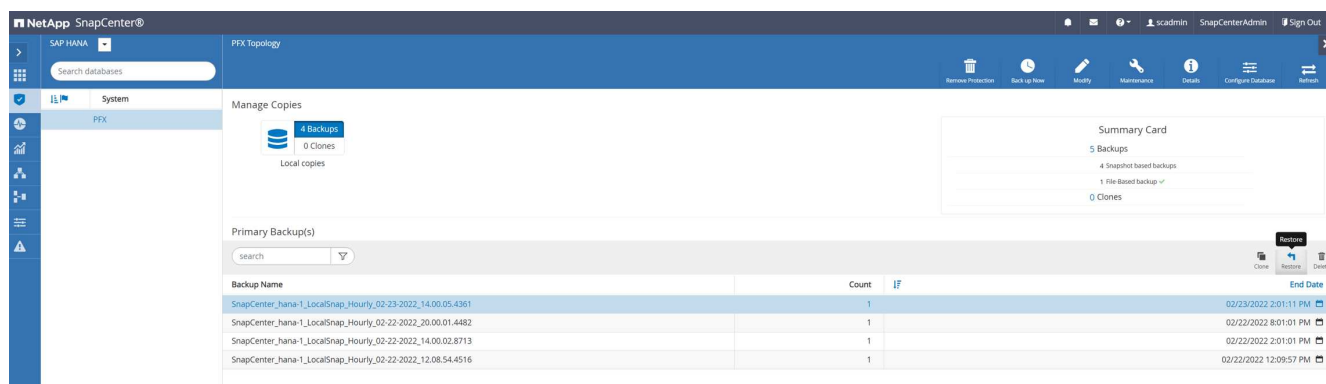 NetApp SnapCenter®
scadmin SnapCenterAdmin Sign Out
SAP HANA
PFX Topology
Search databases
Remove Protection Back up Now Modify Maintenance Details Configure Database Refresh
System
PFX
Manage Copies
4 Backups
0 Clones
Local copies
Summary Card
5 Backups
4 Snapshot based backups
1 File-Based backup ✓
0 Clones
Primary Backup(s)
Restore
search
Clone Restore Delet
Backup Name Count End Date
SnapCenter_hana-1_LocalSnap_Hourly_02-23-2022_14.00.05.4361 1 02/23/2022 2:01:11 PM
SnapCenter_hana-1_LocalSnap_Hourly_02-22-2022_20.00.01.4482 1 02/22/2022 8:01:01 PM
SnapCenter_hana-1_LocalSnap_Hourly_02-22-2022_14.00.02.8713 1 02/22/2022 2:01:01 PM
SnapCenter_hana-1_LocalSnap_Hourly_02-22-2022_12.08.54.4516 1 02/22/2022 12:09:57 PM